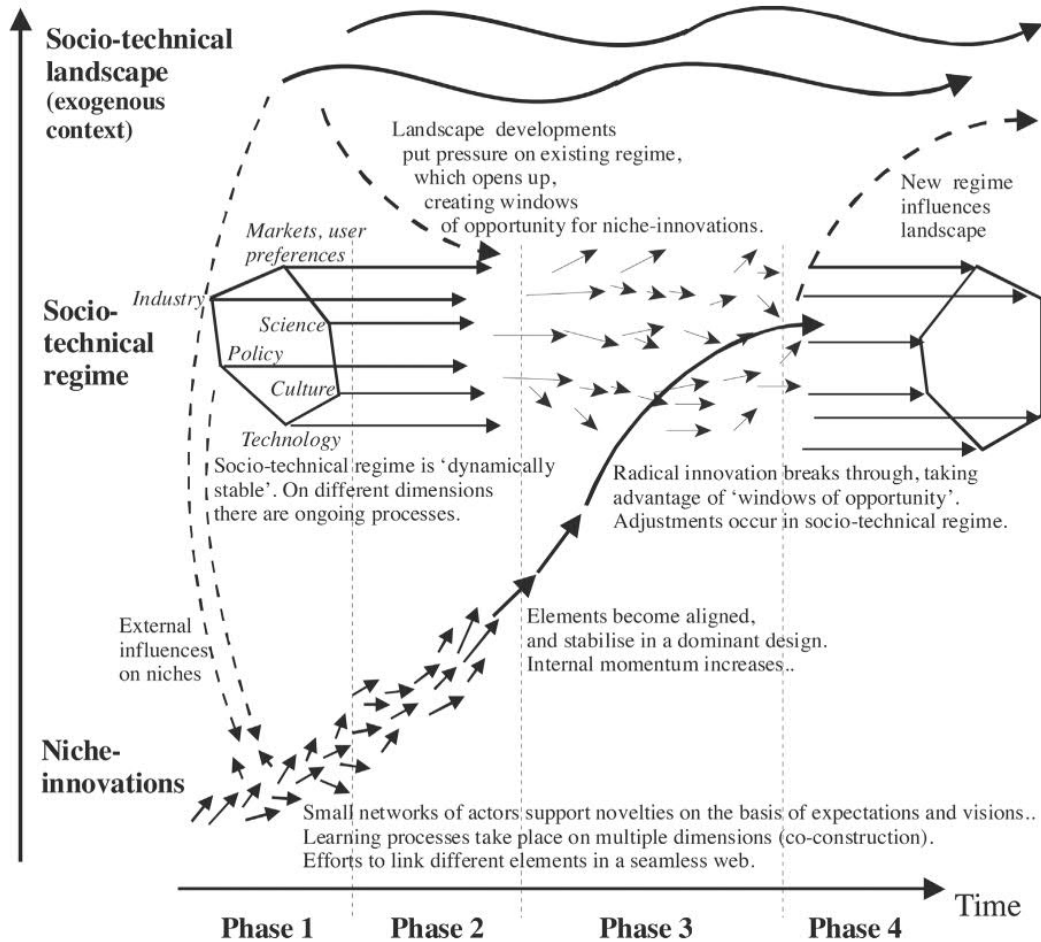 Socio-technical
landscape
(exogenous
context)
Landscape developments
put pressure on existing regime,
which opens up,
creating windows
of opportunity for niche-innovations.
New regime
influences
landscape
Markets, user
preferences
Industry
Science
Policy
Culture
Technology
Socio-
technical
regime
Socio-technical regime is ‘dynamically
stable’. On different dimensions
there are ongoing processes.
Radical innovation breaks through, taking
advantage of ‘windows of opportunity’.
Adjustments occur in socio-technical regime.
External
influences
on niches
Elements become aligned,
and stabilise in a dominant design.
Internal momentum increases..
Niche-
innovations
Small networks of actors support novelties on the basis of expectations and visions..
Learning processes take place on multiple dimensions (co-construction).
Efforts to link different elements in a seamless web.
Time
Phase 1
Phase 2
Phase 3
Phase 4